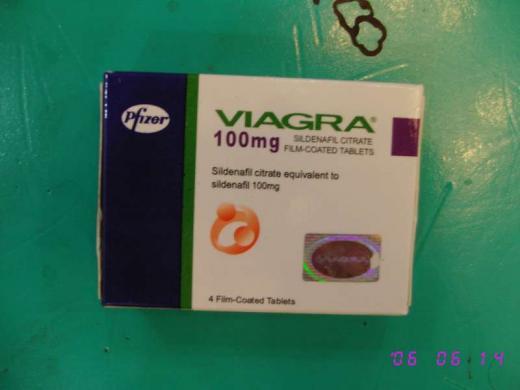 Pfizer
VIAGRA®
100mg
SILDENAFIL CITRATE
FILM-COATED TABLETS
Sildenafil citrate equivalent to
sildenafil 100mg
VIAGRA
4 Film-Coated Tablets
'06 06 14